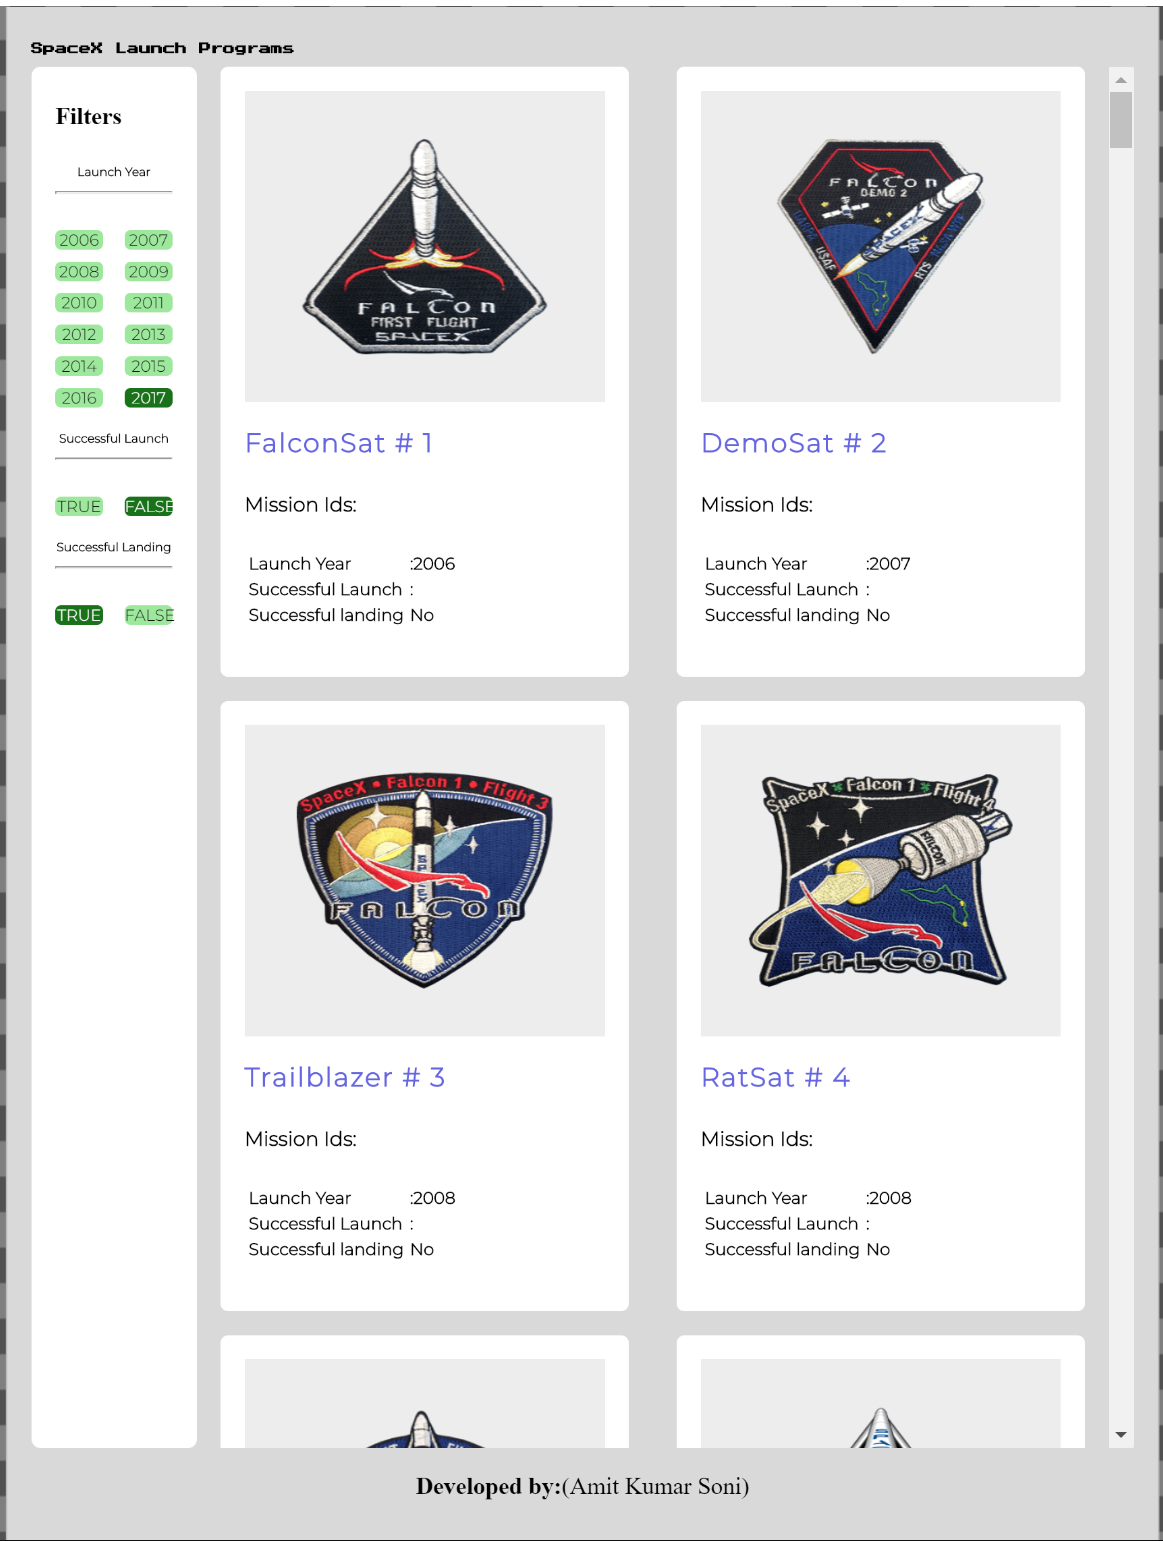 SpaceX Launch Programs
Filters
Launch Year
2006 2007
2008 2009
2010 2011
2012 2013
2014 2015
2016 2017
Successful Launch
TRUE FALSE
Successful Landing
TRUE FALSE
FALCON
FIRST FLIGHT
SPACEX
FalconSat # 1
Mission Ids:
Launch Year :2006
Successful Launch :
Successful landing No
FALCON
DEMO 2
DARPA USAF
SPACEX
RTS
DemoSat # 2
Mission Ids:
Launch Year :2007
Successful Launch :
Successful landing No
SpaceX • Falcon 1 • Flight 3
SPACEX
FALCON
Trailblazer # 3
Mission Ids:
Launch Year :2008
Successful Launch :
Successful landing No
SpaceX Falcon 1 Flight 4
FALCON
FALCON
RatSat # 4
Mission Ids:
Launch Year :2008
Successful Launch :
Successful landing No
Developed by:(Amit Kumar Soni)